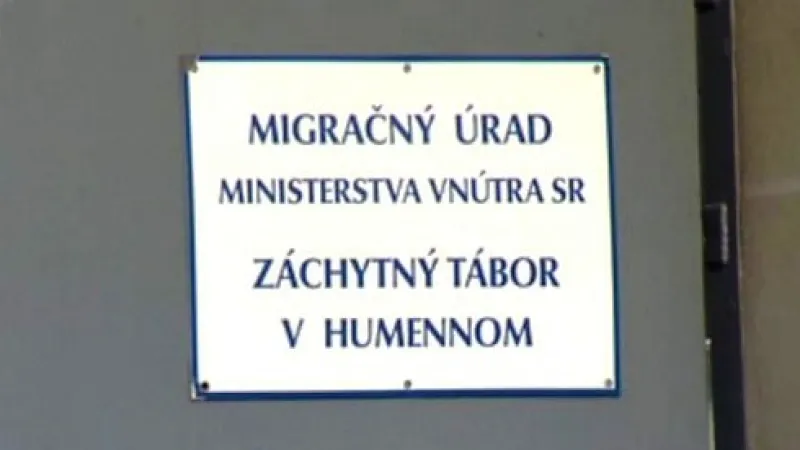 MIGRAČNÝ ÚRAD
MINISTERSTVA VNÚTRA SR
ZÁCHYTNÝ TÁBOR
V HUMENNOM